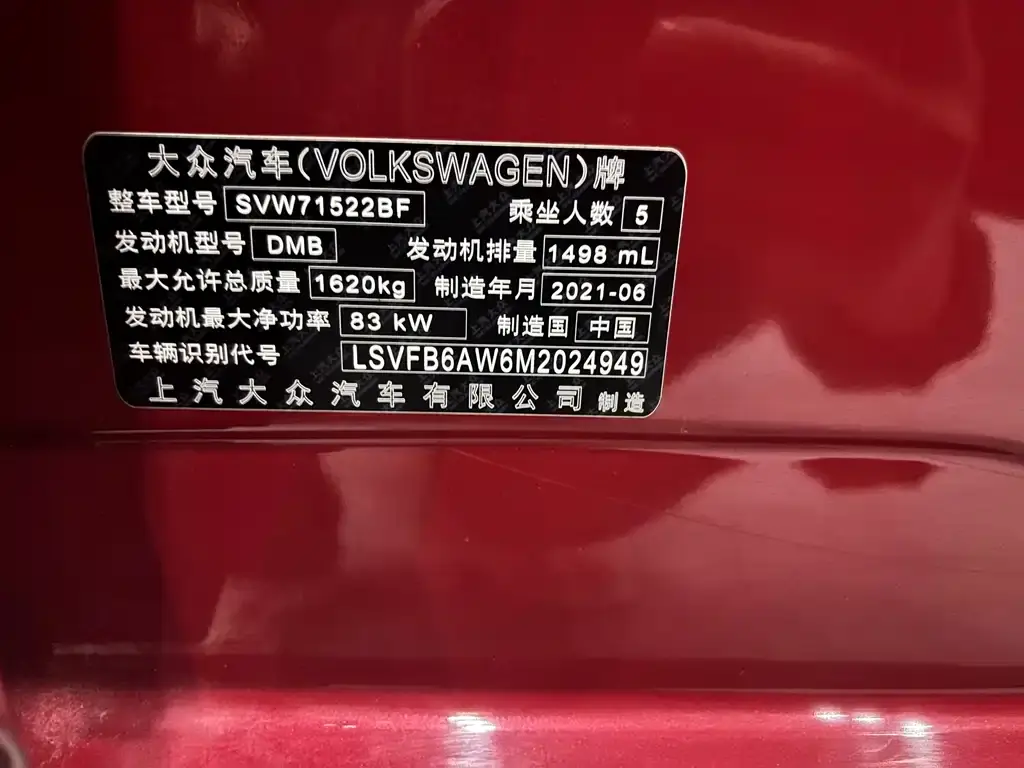 大众汽车(VOLKSWAGEN)牌
整车型号 SVW71522BF 乘坐人数 5
发动机型号 DMB 发动机排量 1498 mL
最大允许总质量 1620kg 制造年月 2021-06
发动机最大净功率 83 kW 制造国 中国
车辆识别代号 LSVFB6AW6M2024949
上汽大众汽车有限公司 制造